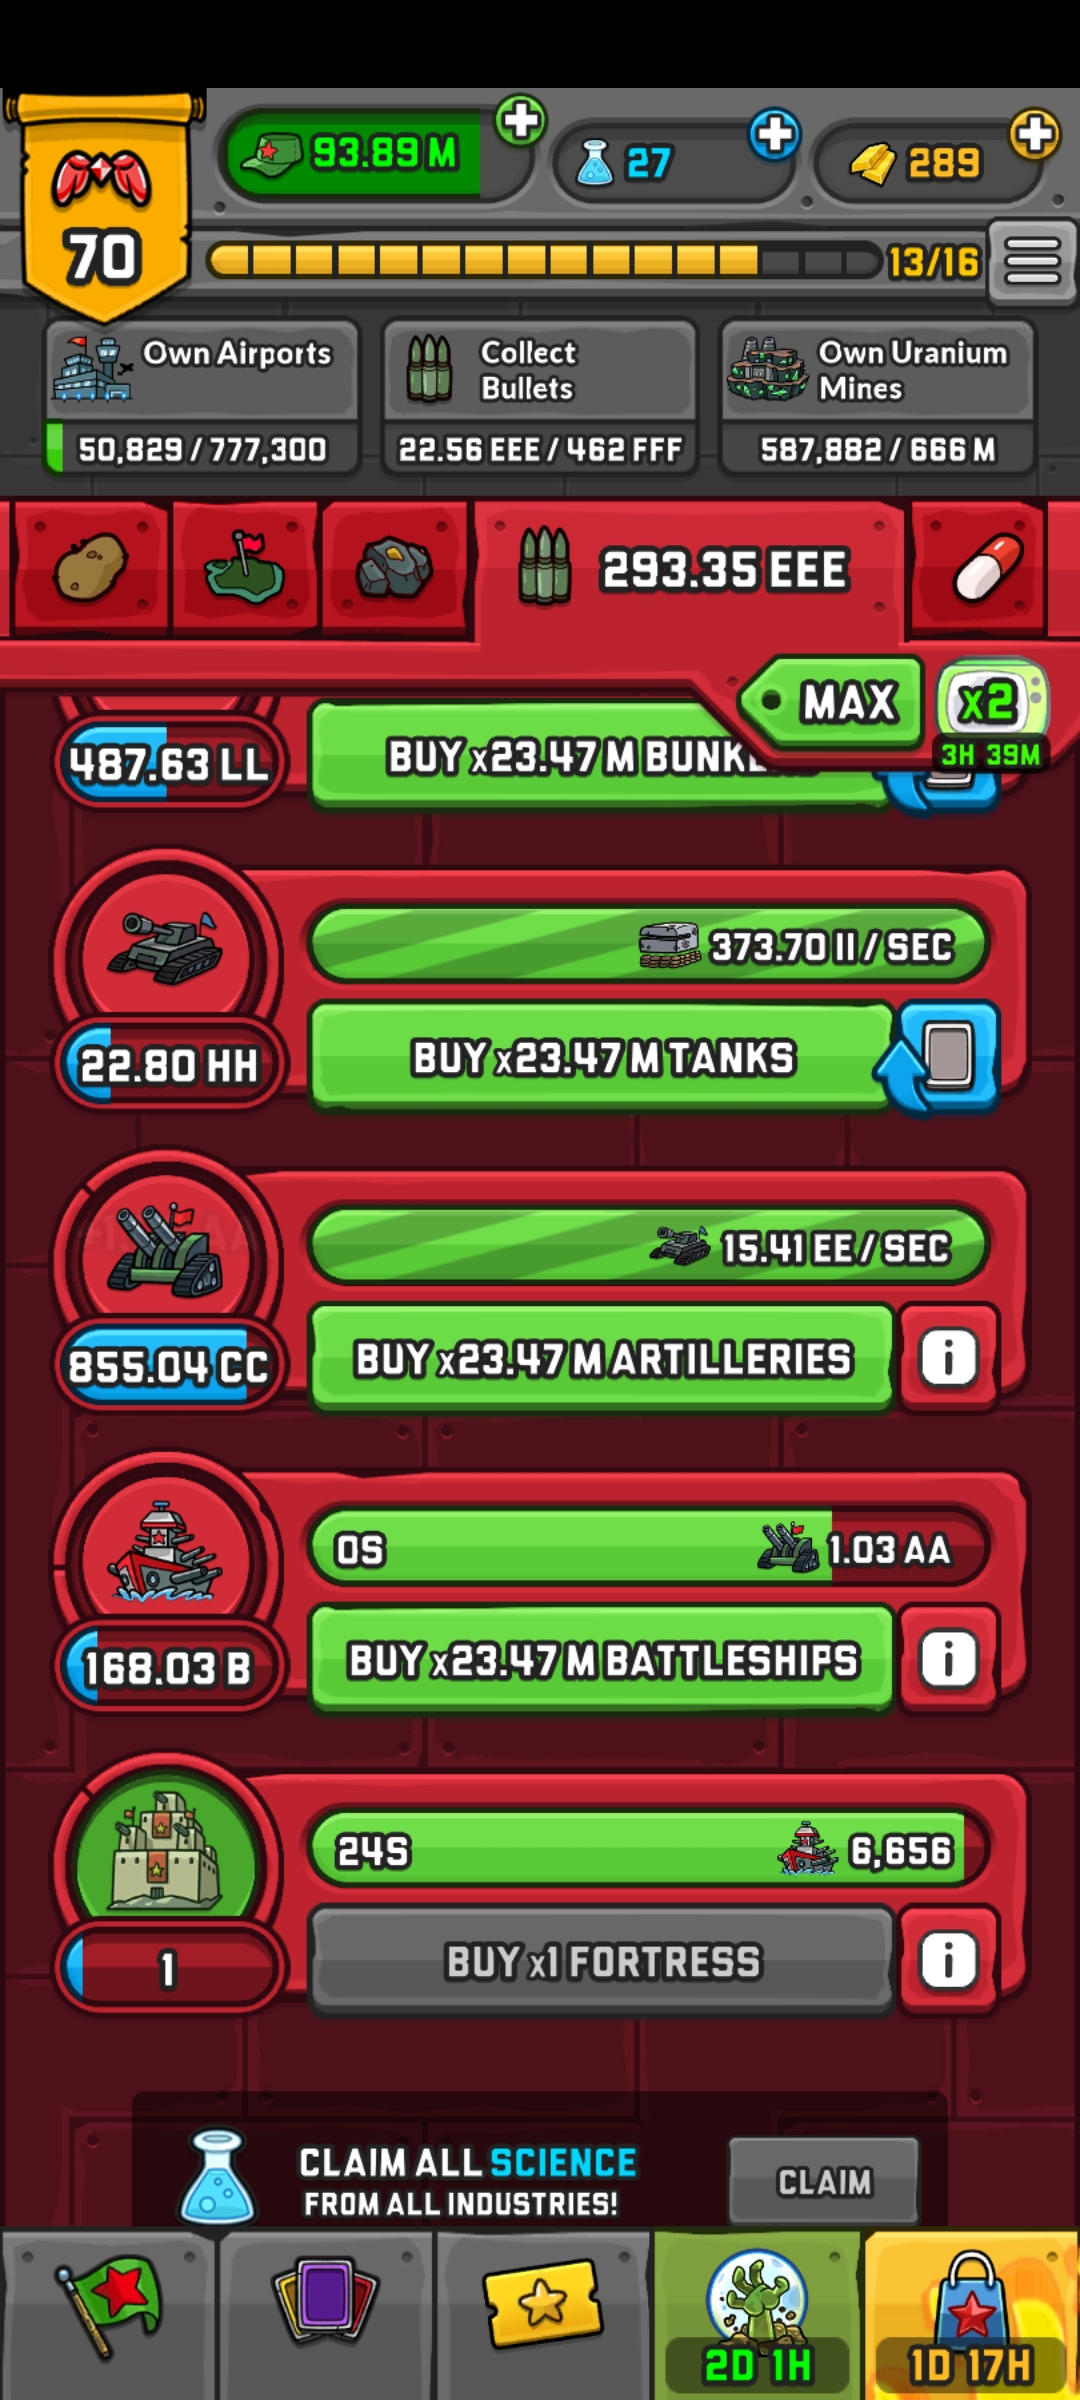 93.89 M
27
289
70
13/16
Own Airports
50,829 / 777,300
Collect
Bullets
22.56 EEE / 462 FFF
Own Uranium
Mines
587,882 / 666 M
293.35 EEE
MAX
x2
3H 39M
487.63 LL
BUY x23.47 M BUNK
373.70 II / SEC
22.80 HH
BUY x23.47 M TANKS
15.41 EE / SEC
855.04 CC
BUY x23.47 M ARTILLERIES
i
0S
1.03 AA
168.03 B
BUY x23.47 M BATTLESHIPS
i
24S
6,656
1
BUY x1 FORTRESS
i
CLAIM ALL SCIENCE
FROM ALL INDUSTRIES!
CLAIM
2D 1H
1D 17H